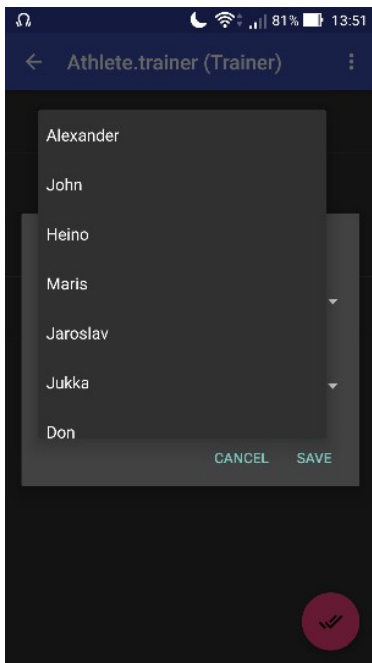 81% 13:51
Athlete.trainer (Trainer)
Alexander
John
Heino
Maris
Jaroslav
Jukka
Don
CANCEL SAVE